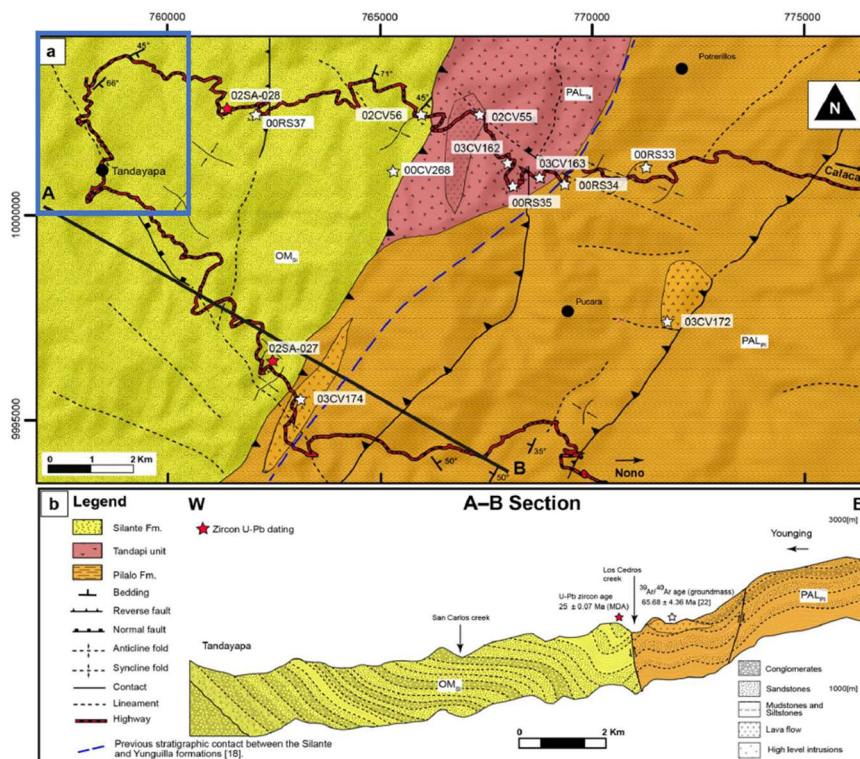 760000 765000 770000 775000
a
45°
66°
71°
45°
02SA-028
00RS37
02CV56
02CV55
PAL Ta
Potrerillos
N
03CV162
03CV163
00RS33
00CV268
00RS34
Calaca
00RS35
Tandayapa
A
10000000
OM Si
Pucara
03CV172
PAL Pi
02SA-027
03CV174
9995000
0 1 2 Km
50°
B
35°
50°
Nono
b Legend
Silante Fm.
Tandapi unit
Pilalo Fm.
Bedding
Reverse fault
Normal fault
Anticline fold
Syncline fold
Contact
Lineament
Highway
Previous stratigraphic contact between the Silante
and Yunguilla formations [18].
Zircon U-Pb dating
W A–B Section E
3000[m]
Younging
Los Cedros
creek
U-Pb zircon age
25 ± 0.07 Ma (MDA)
39Ar/40Ar age (groundmass)
65.68 ± 4.36 Ma [22]
PAL Pi
San Carlos creek
Tandayapa
OM Si
1000[m]
0 2 Km
Conglomerates
Sandstones
Mudstones and
Siltstones
Lava flow
High level intrusions